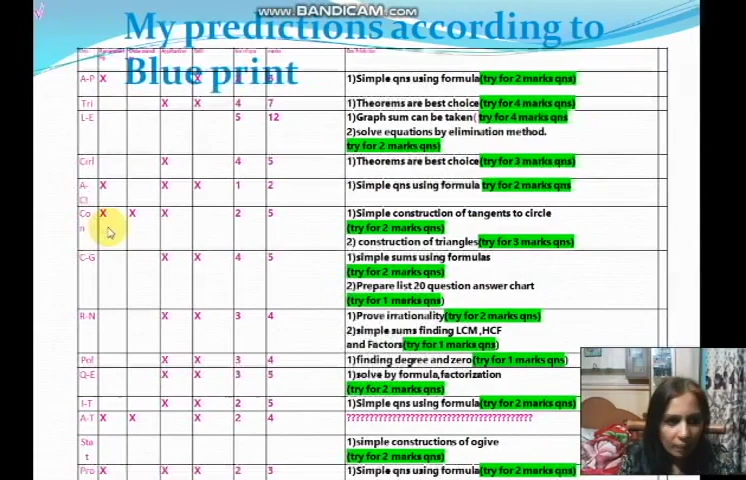 WWW.BANDICAM.COM
My predictions according to
Blue print
A-P X X 1)Simple qns using formula(try for 2 marks qns)
Tri X X 4 7 1)Theorems are best choice(try for 4 marks qns)
L-E 5 12 1)Graph sum can be taken( try for 4 marks qns
2)solve equations by elimination method.
try for 2 marks qns)
Cirl X 4 5 1)Theorems are best choice(try for 3 marks qns)
A- X X X 1 2 1)Simple qns using formula try for 2 marks qns
Cl
Co X X X 2 5 1)Simple construction of tangents to circle
n (try for 2 marks qns)
2) construction of triangles(try for 3 marks qns)
C-G X X 4 5 1)simple sums using formulas
(try for 2 marks qns)
2)Prepare list 20 question answer chart
(try for 1 marks qns)
R-N X X 3 4 1)Prove irrationality(try for 2 marks qns)
2)simple sums finding LCM ,HCF
and Factors(try for 1 marks qns)
Pol X X 3 4 1)finding degree and zero(try for 1 marks qns)
Q-E X X 3 5 1)solve by formula,factorization
(try for 2 marks qns)
I-T X X 2 5 1)Simple qns using formula(try for 2 marks qns)
A-T X X X 2 4 ?????????????????????????????????????????
Sta 1)simple constructions of ogive
t (try for 2 marks qns)
Pro X X X 2 3 1)Simple qns using formula(try for 2 marks qns)